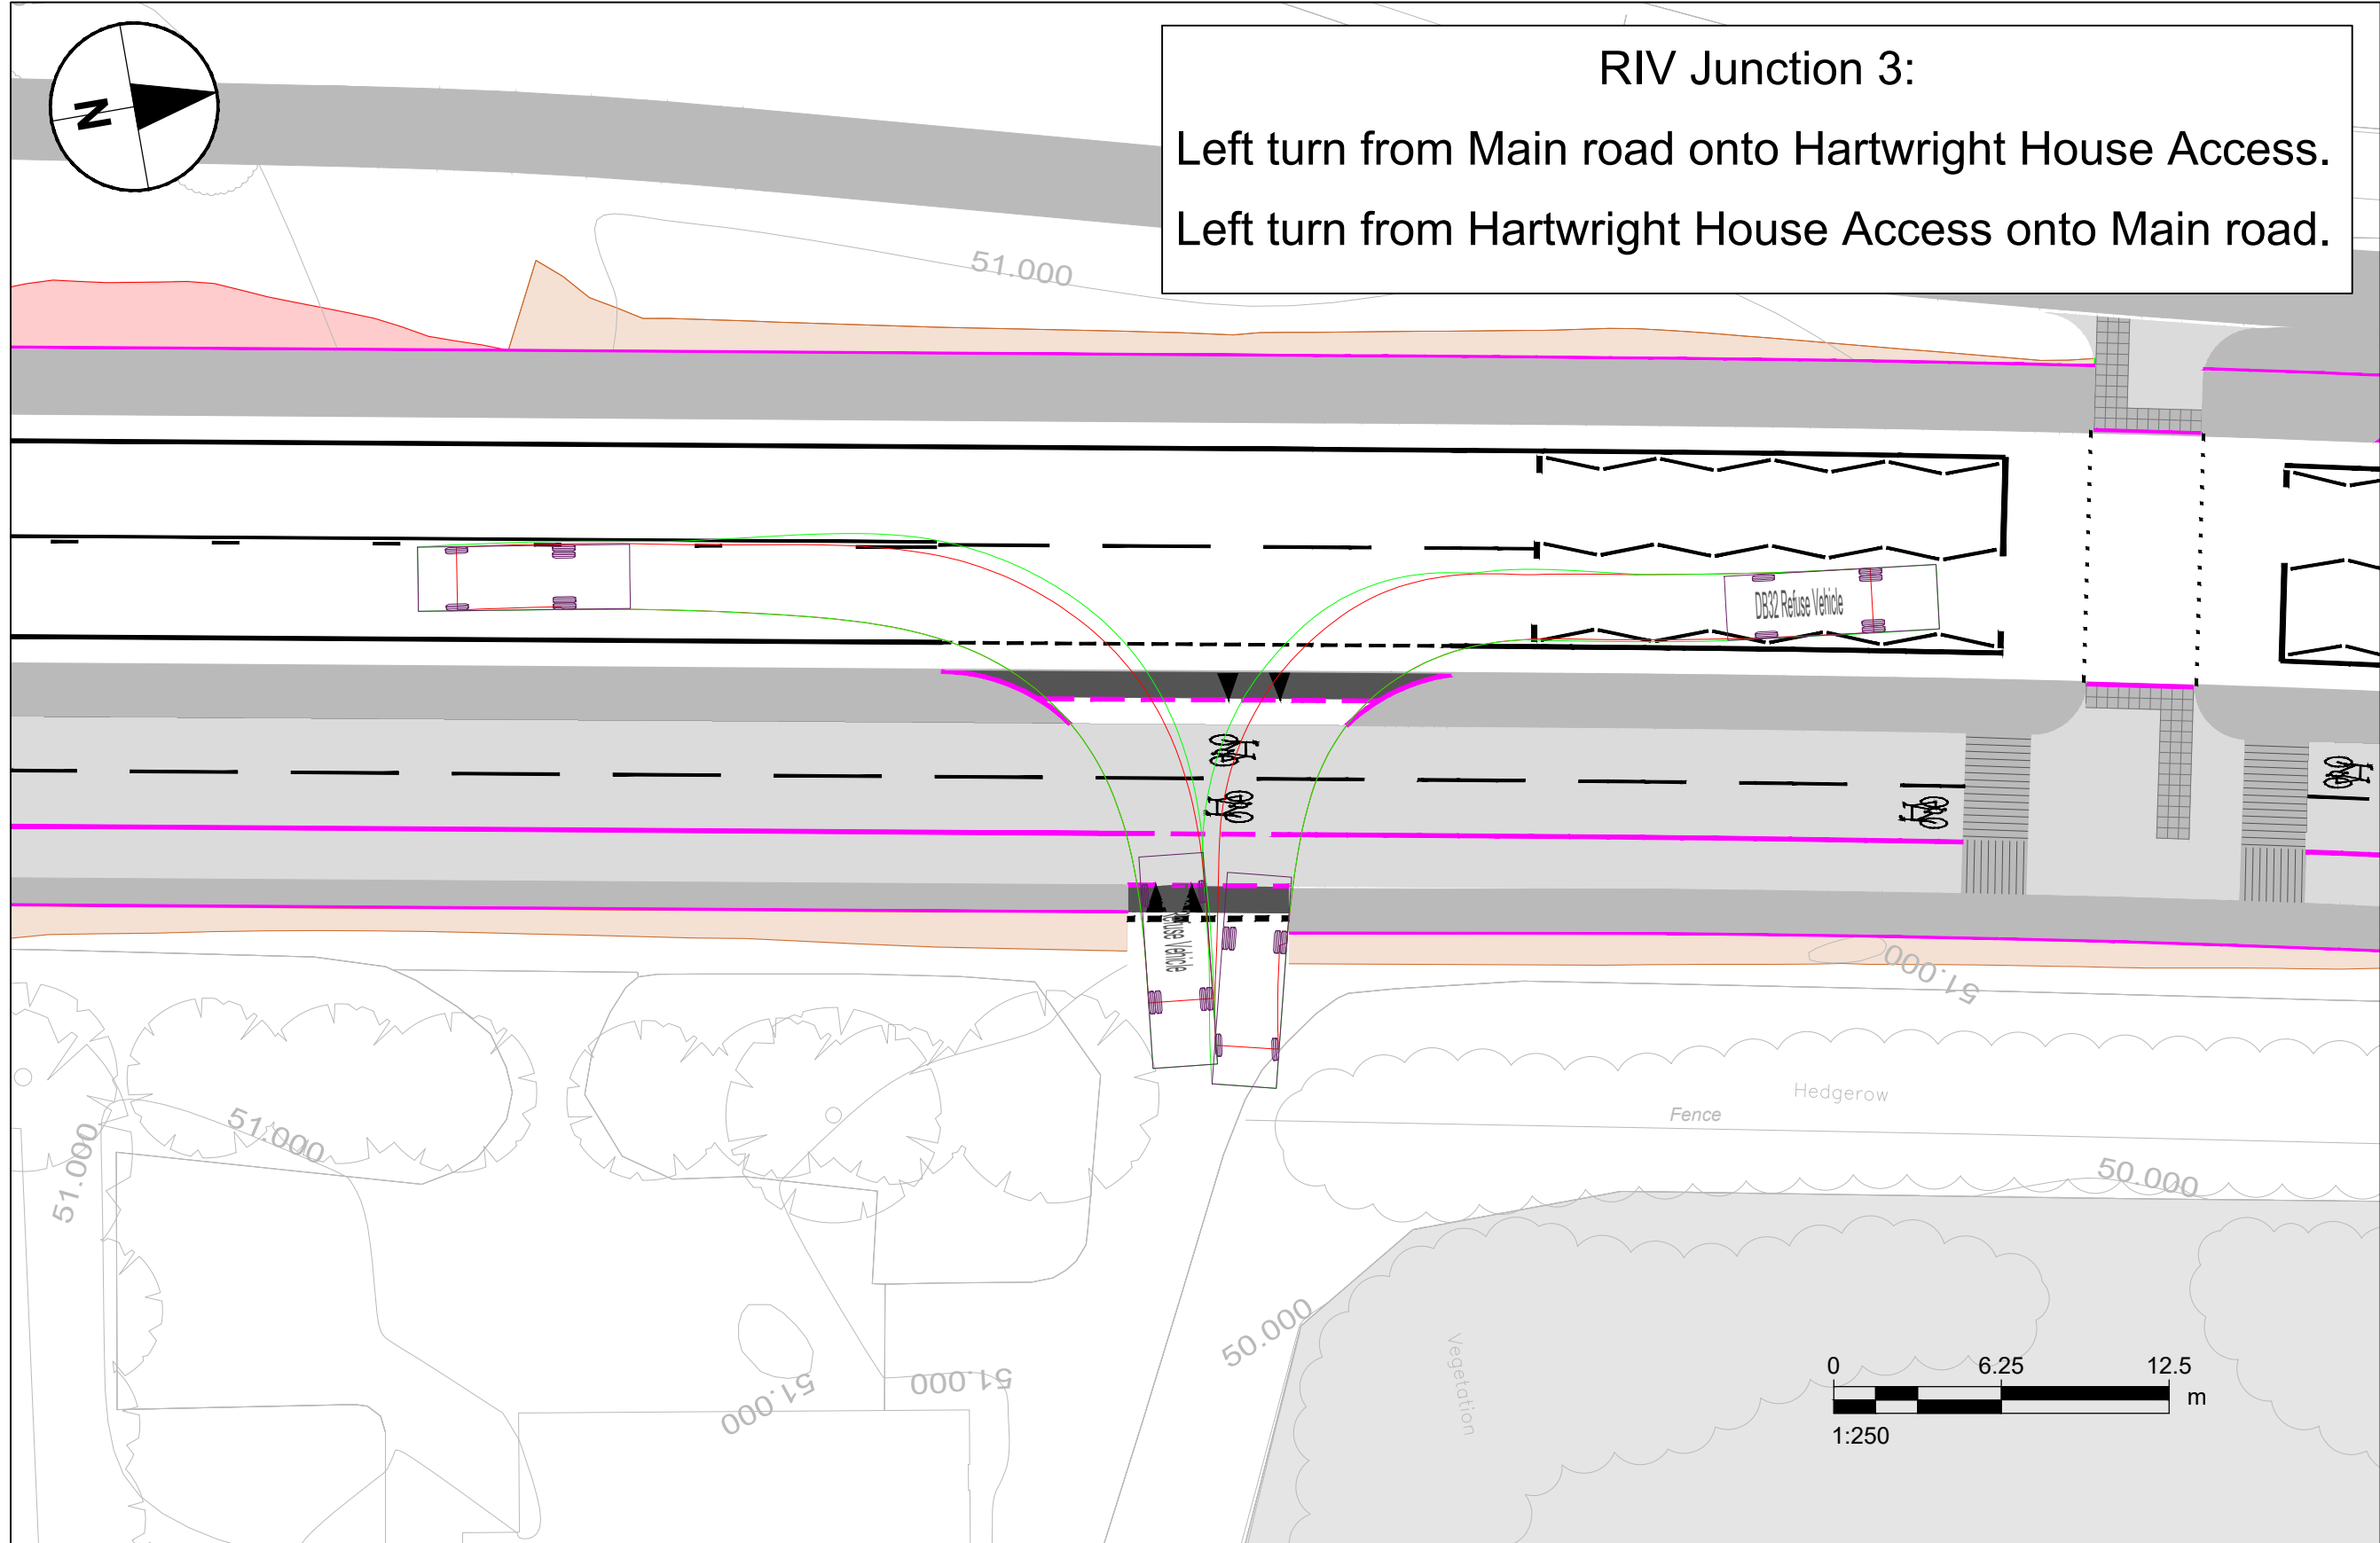 N
RIV Junction 3:
Left turn from Main road onto Hartwright House Access.
Left turn from Hartwright House Access onto Main road.
51.000
DB32 Refuse Vehicle
Refuse Vehicle
51.000
Hedgerow
Fence
51.000
51.000
50.000
50.000
Vegetation
51.000
51.000
0 6.25 12.5
m
1:250